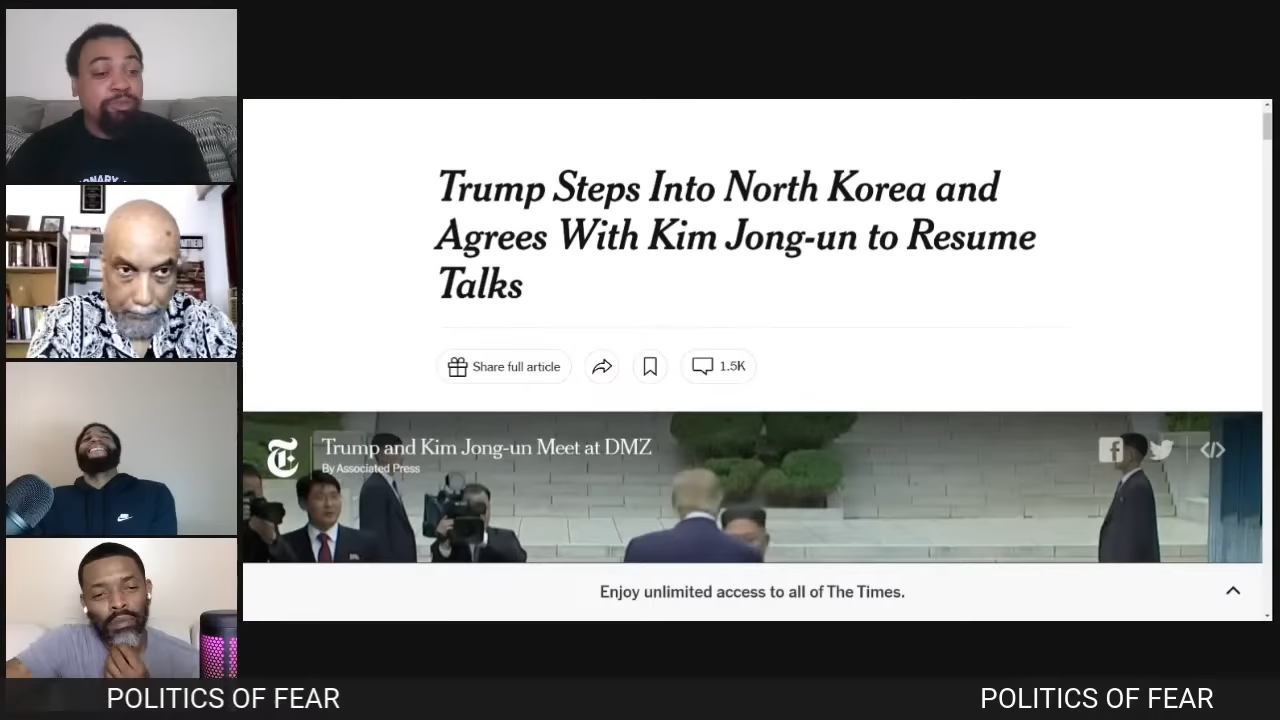 Trump Steps Into North Korea and
Agrees With Kim Jong-un to Resume
Talks
Share full article
1.5K
Trump and Kim Jong-un Meet at DMZ
By Associated Press
Enjoy unlimited access to all of The Times.
POLITICS OF FEAR
POLITICS OF FEAR